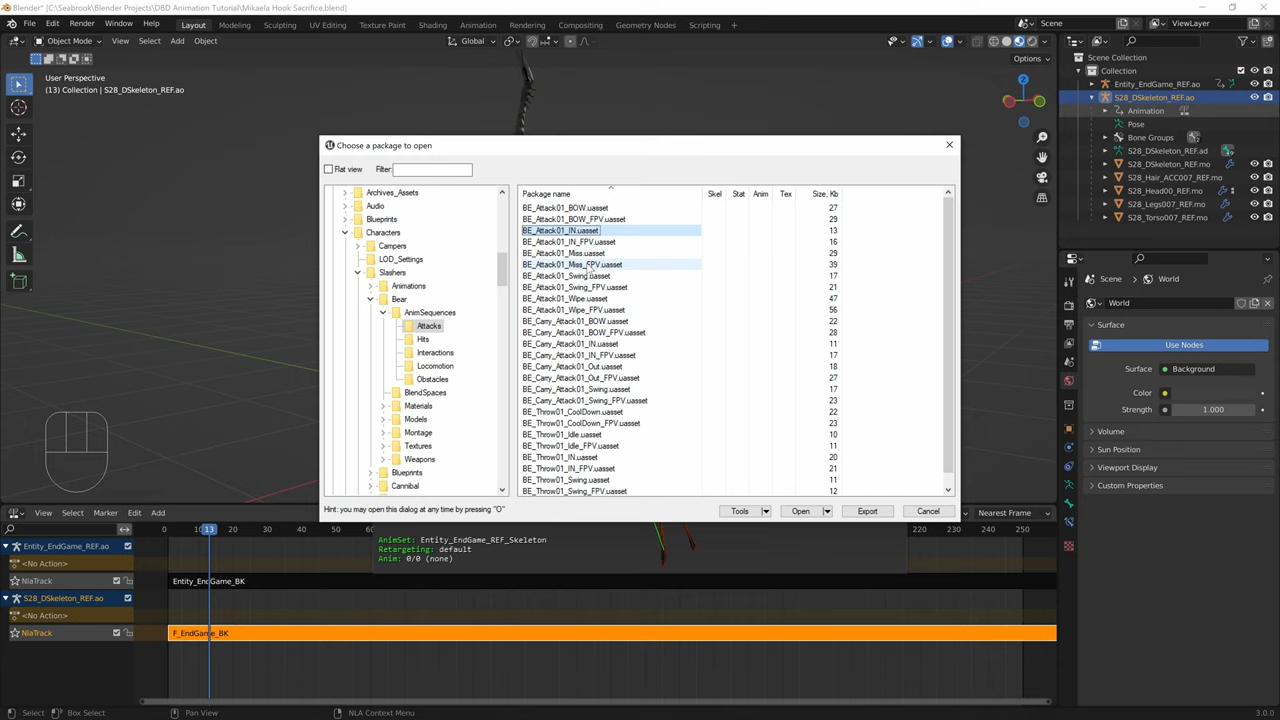 Blender* [C:\Seabrook\Blender Projects\DBD Animation Tutorial\Mikaela Hook Sacrifice.blend]
File Edit Render Window Help Layout Modeling Sculpting UV Editing Texture Paint Shading Animation Rendering Compositing Geometry Nodes Scripting Scene ViewLayer
Object Mode View Select Add Object Global
Options
User Perspective
(13) Collection | S28_DSkeleton_REF.ao
Scene Collection
Collection
Entity_EndGame_REF.ao
S28_DSkeleton_REF.ao
Animation
Pose
Bone Groups
S28_DSkeleton_REF.ad
S28_DSkeleton_REF.mo
S28_Hair_ACC007_REF.mo
S28_Head00_REF.mo
S28_Legs007_REF.mo
S28_Torso007_REF.mo
Choose a package to open
Flat view Filter:
Archives_Assets
Audio
Blueprints
Characters
Campers
LOD_Settings
Slashers
Animations
Bear
AnimSequences
Attacks
Hits
Interactions
Locomotion
Obstacles
BlendSpaces
Materials
Models
Montage
Textures
Weapons
Blueprints
Cannibal
Package name Skel Stat Anim Tex Size, Kb
BE_Attack01_BOW.uasset 27
BE_Attack01_BOW_FPV.uasset 29
BE_Attack01_IN.uasset 13
BE_Attack01_IN_FPV.uasset 16
BE_Attack01_Miss.uasset 29
BE_Attack01_Miss_FPV.uasset 39
BE_Attack01_Swing.uasset 17
BE_Attack01_Swing_FPV.uasset 21
BE_Attack01_Wipe.uasset 47
BE_Attack01_Wipe_FPV.uasset 56
BE_Carry_Attack01_BOW.uasset 22
BE_Carry_Attack01_BOW_FPV.uasset 28
BE_Carry_Attack01_IN.uasset 11
BE_Carry_Attack01_IN_FPV.uasset 17
BE_Carry_Attack01_Out.uasset 18
BE_Carry_Attack01_Out_FPV.uasset 27
BE_Carry_Attack01_Swing.uasset 17
BE_Carry_Attack01_Swing_FPV.uasset 23
BE_Throw01_CoolDown.uasset 22
BE_Throw01_CoolDown_FPV.uasset 23
BE_Throw01_Idle.uasset 10
BE_Throw01_Idle_FPV.uasset 11
BE_Throw01_IN.uasset 20
BE_Throw01_IN_FPV.uasset 21
BE_Throw01_Swing.uasset 11
BE_Throw01_Swing_FPV.uasset 12
Hint: you may open this dialog at any time by pressing "O"
Tools Open Export Cancel
Scene World
World
Surface
Use Nodes
Surface Background
Color
Strength 1.000
Volume
Sun Position
Viewport Display
Custom Properties
View Select Marker Edit Add
Nearest Frame
0 13 20 30 40 50 220 230 240 250
AnimSet: Entity_EndGame_REF_Skeleton
Retargeting: default
Anim: 0/0 (none)
Entity_EndGame_REF.ao
<No Action>
NlaTrack
Entity_EndGame_BK
S28_DSkeleton_REF.ao
<No Action>
NlaTrack
F_EndGame_BK
Select Box Select Pan View NLA Context Menu 3.0.0